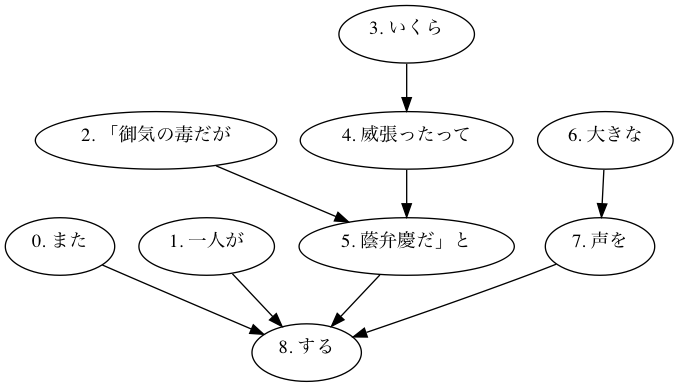 3. いくら
2. 「御気の毒だが
4. 威張ったって
6. 大きな
0. また
1. 一人が
5. 蔭弁慶だ」と
7. 声を
8. する